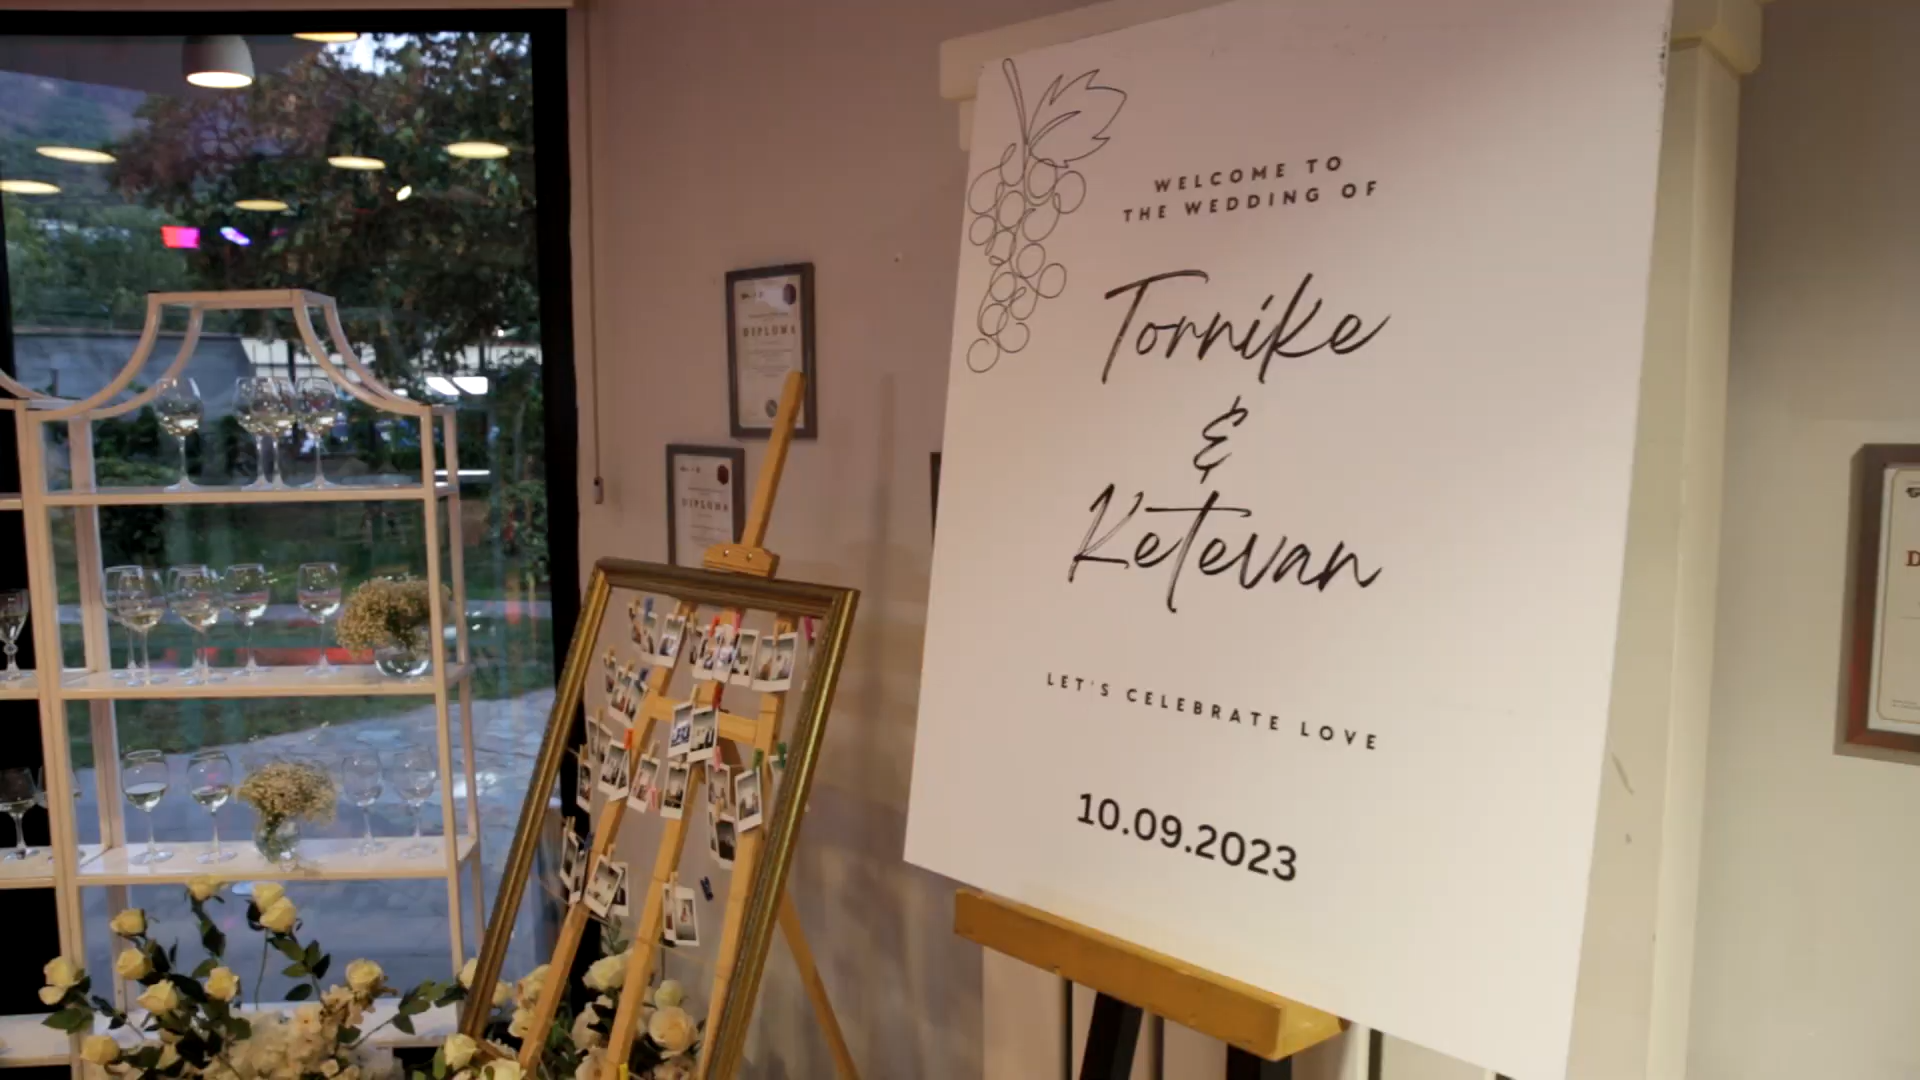 WELCOME TO
THE WEDDING OF
Tornike
&
Ketevan
LET'S CELEBRATE LOVE
10.09.2023
DIPLOMA
DIPLOMA